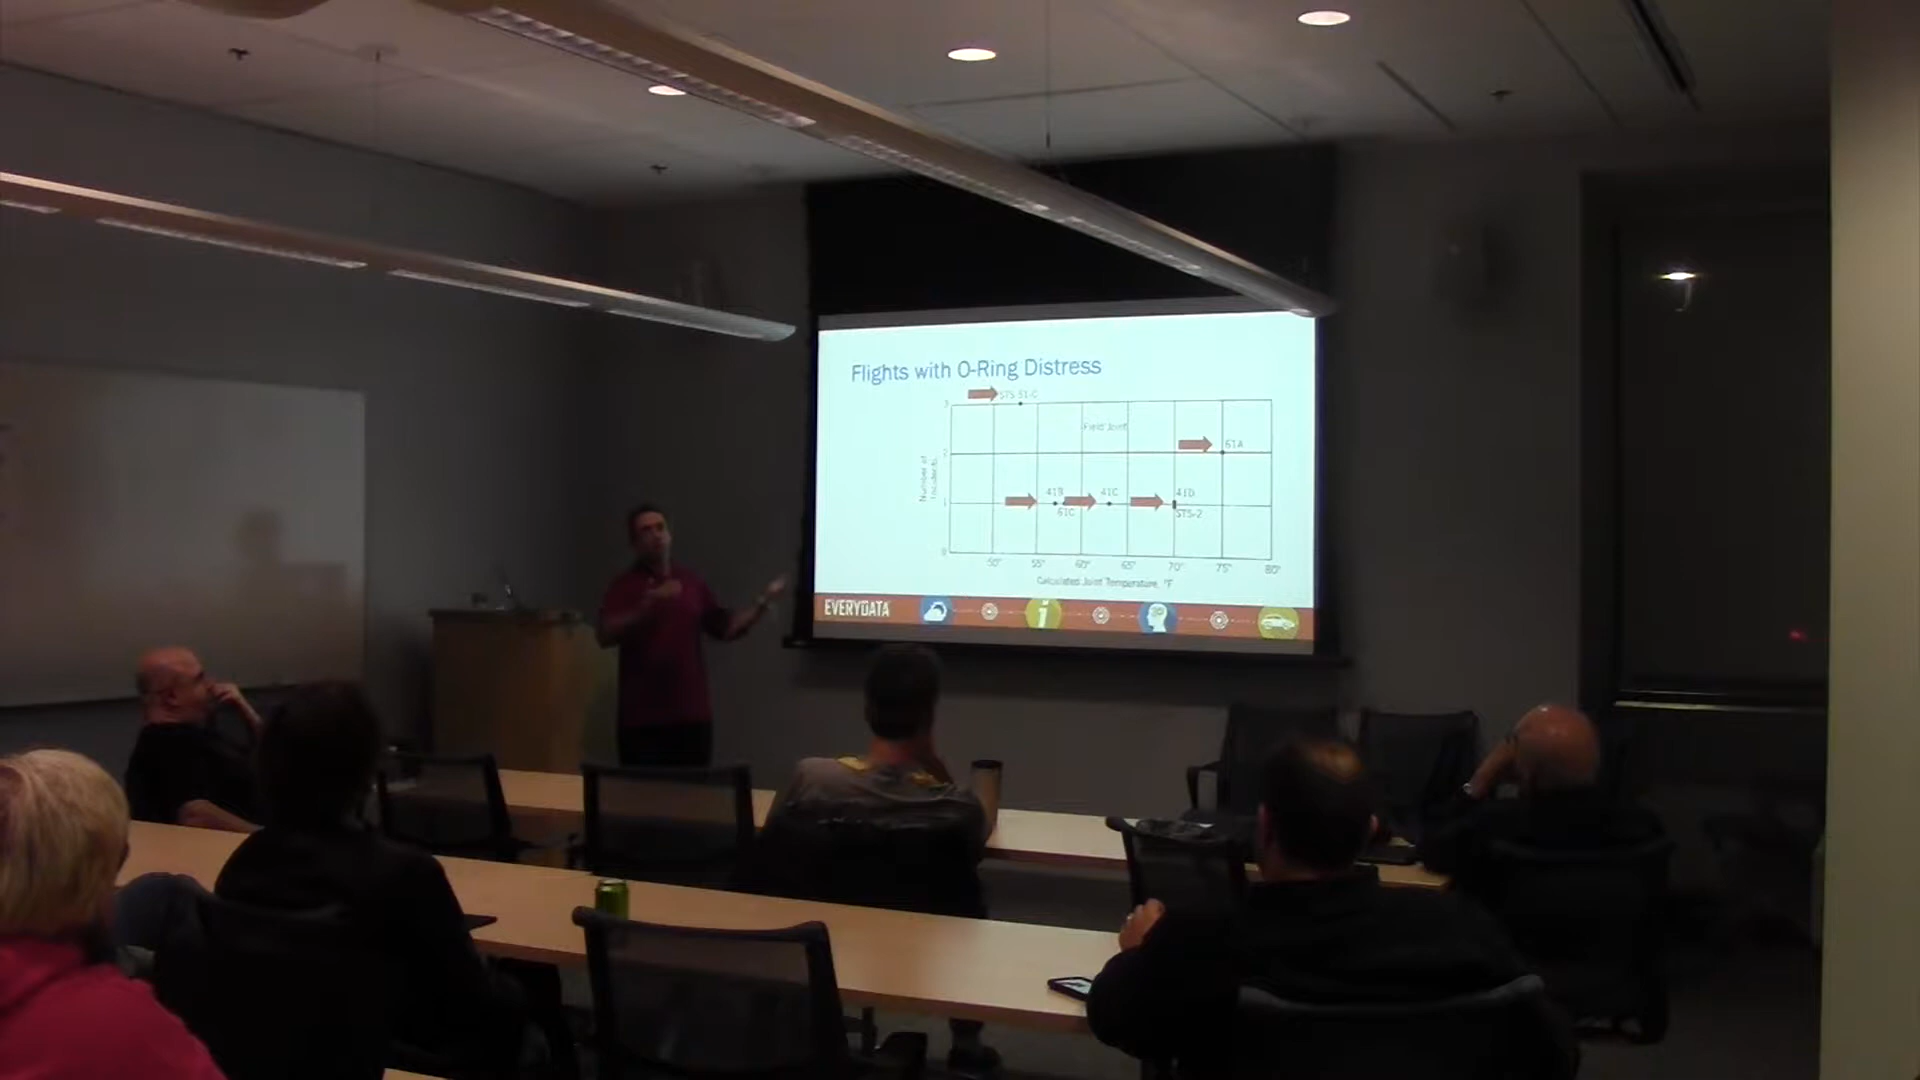 Flights with O-Ring Distress
STS 51-C
3
Field Joint
61A
2
Number of
Incidents
41B
41C
41D
1
61C
STS-2
0
50° 55° 60° 65° 70° 75° 80°
Calculated Joint Temperature, °F
EVERYDATA